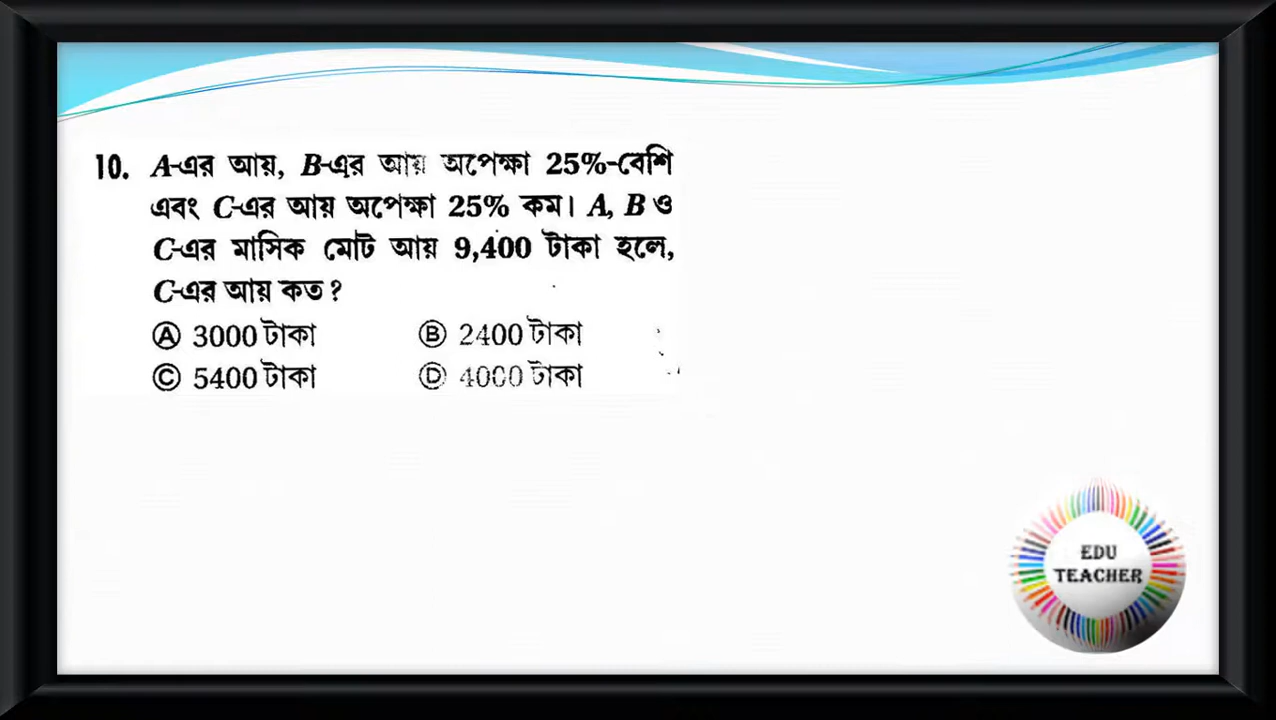 10. A-এর আয়, B-এর আয় অপেক্ষা 25%-বেশি
এবং C-এর আয় অপেক্ষা 25% কম। A, B ও
C-এর মাসিক মোট আয় 9,400 টাকা হলে,
C-এর আয় কত?
Ⓐ 3000 টাকা Ⓑ 2400 টাকা
Ⓒ 5400 টাকা Ⓓ 4000 টাকা
EDU
TEACHER